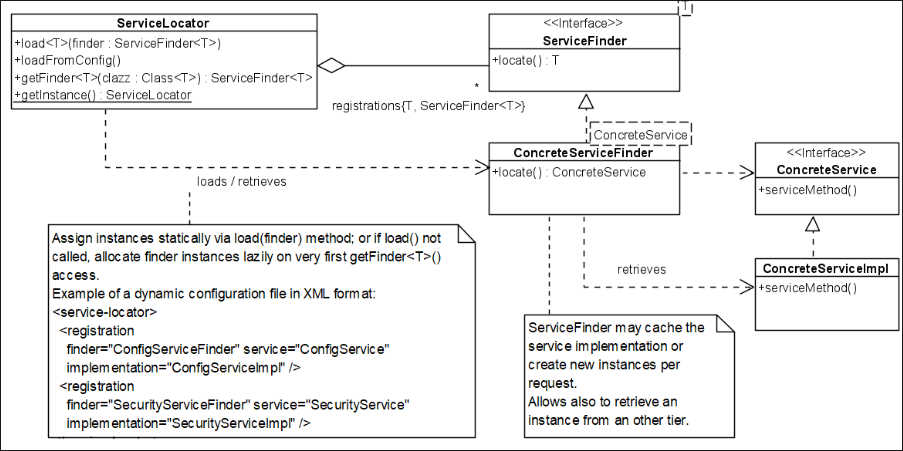 ServiceLocator
+load<T>(finder : ServiceFinder<T>)
+loadFromConfig()
+getFinder<T>(clazz : Class<T>) : ServiceFinder<T>
+getInstance() : ServiceLocator
T
<<Interface>>
ServiceFinder
+locate() : T
*
registrations{T, ServiceFinder<T>}
ConcreteService
ConcreteServiceFinder
+locate() : ConcreteService
<<Interface>>
ConcreteService
+serviceMethod()
loads / retrieves
retrieves
ConcreteServiceImpl
+serviceMethod()
Assign instances statically via load(finder) method; or if load() not
called, allocate finder instances lazily on very first getFinder<T>()
access.
Example of a dynamic configuration file in XML format:
<service-locator>
<registration
finder="ConfigServiceFinder" service="ConfigService"
implementation="ConfigServiceImpl" />
<registration
finder="SecurityServiceFinder" service="SecurityService"
implementation="SecurityServiceImpl" />
ServiceFinder may cache the
service implementation or
create new instances per
request.
Allows also to retrieve an
instance from an other tier.